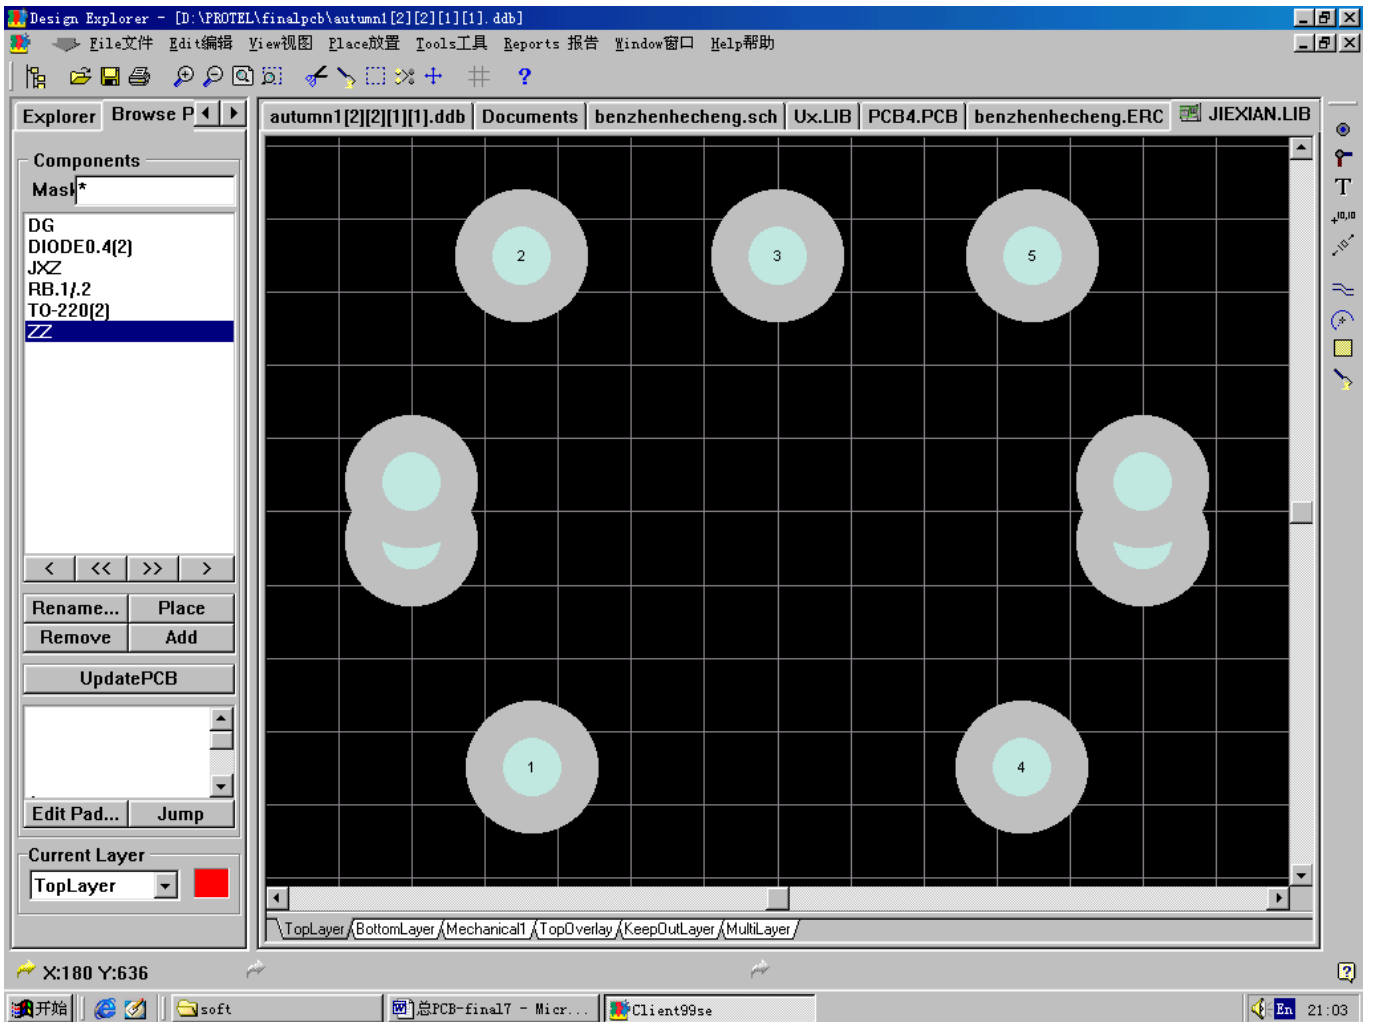 Design Explorer - [D:\PROTEL\finalpcb\autumn1[2][2][1][1].ddb]
File文件 Edit编辑 View视图 Place放置 Tools工具 Reports 报告 Window窗口 Help帮助
Explorer Browse P
autumn1[2][2][1][1].ddb Documents benzhenhecheng.sch Ux.LIB PCB4.PCB benzhenhecheng.ERC JIEXIAN.LIB
Components
Mask *
DG
DIODE0.4(2)
JXZ
RB.1/.2
TO-220(2)
ZZ
< << >> >
Rename... Place
Remove Add
UpdatePCB
Edit Pad... Jump
Current Layer
TopLayer
2 3 5
1 4
T
+10,10
TopLayer BottomLayer Mechanical1 TopOverlay KeepOutLayer MultiLayer
X:180 Y:636
开始 soft 总PCB-final7 - Micr... Client99se En 21:03